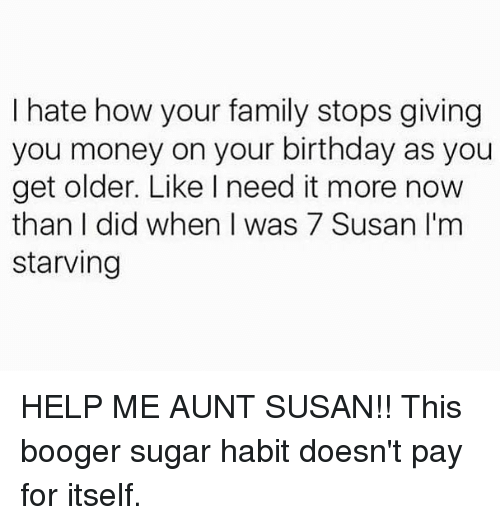 I hate how your family stops giving
you money on your birthday as you
get older. Like I need it more now
than I did when I was 7 Susan I'm
starving
HELP ME AUNT SUSAN!! This
booger sugar habit doesn't pay
for itself.